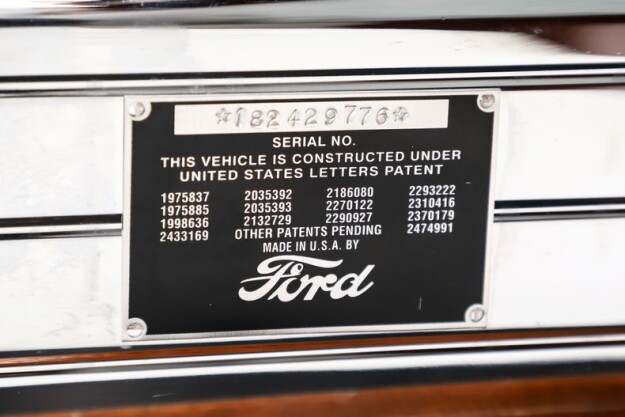 ☆182429776☆
SERIAL NO.
THIS VEHICLE IS CONSTRUCTED UNDER
UNITED STATES LETTERS PATENT
1975837 2035392 2186080 2293222
1975885 2035393 2270122 2310416
1998636 2132729 2290927 2370179
2433169 OTHER PATENTS PENDING 2474991
MADE IN U.S.A. BY
Ford